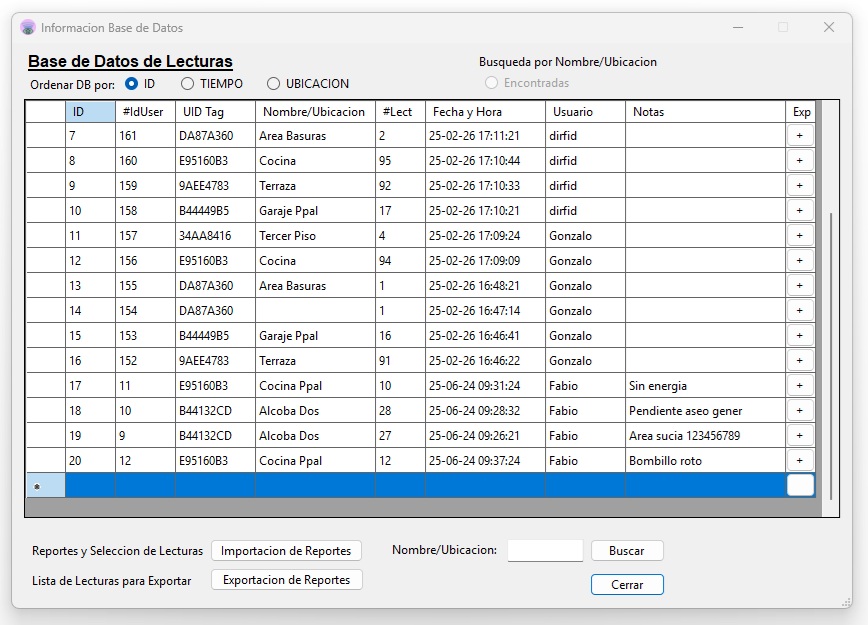 Informacion Base de Datos
Base de Datos de Lecturas
Busqueda por Nombre/Ubicacion
Ordenar DB por: ID TIEMPO UBICACION Encontradas
ID #IdUser UID Tag Nombre/Ubicacion #Lect Fecha y Hora Usuario Notas Exp
7 161 DA87A360 Area Basuras 2 25-02-26 17:11:21 dirfid +
8 160 E95160B3 Cocina 95 25-02-26 17:10:44 dirfid +
9 159 9AEE4783 Terraza 92 25-02-26 17:10:33 dirfid +
10 158 B44449B5 Garaje Ppal 17 25-02-26 17:10:21 dirfid +
11 157 34AA8416 Tercer Piso 4 25-02-26 17:09:24 Gonzalo +
12 156 E95160B3 Cocina 94 25-02-26 17:09:09 Gonzalo +
13 155 DA87A360 Area Basuras 1 25-02-26 16:48:21 Gonzalo +
14 154 DA87A360 1 25-02-26 16:47:14 Gonzalo +
15 153 B44449B5 Garaje Ppal 16 25-02-26 16:46:41 Gonzalo +
16 152 9AEE4783 Terraza 91 25-02-26 16:46:22 Gonzalo +
17 11 E95160B3 Cocina Ppal 10 25-06-24 09:31:24 Fabio Sin energia +
18 10 B44132CD Alcoba Dos 28 25-06-24 09:28:32 Fabio Pendiente aseo gener +
19 9 B44132CD Alcoba Dos 27 25-06-24 09:26:21 Fabio Area sucia 123456789 +
20 12 E95160B3 Cocina Ppal 12 25-06-24 09:37:24 Fabio Bombillo roto +
*
Reportes y Seleccion de Lecturas Importacion de Reportes Nombre/Ubicacion: Buscar
Lista de Lecturas para Exportar Exportacion de Reportes Cerrar